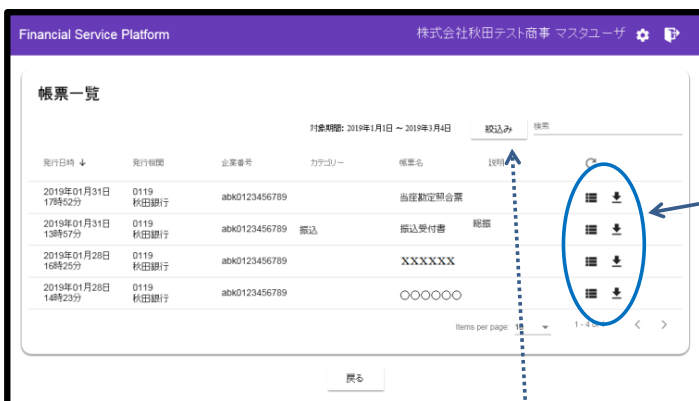 Financial Service Platform 株式会社秋田テスト商事 マスタユーザ
帳票一覧
対象期間: 2019年1月1日 ~ 2019年3月4日 絞込み 検索
発行日時 ↓ 発行機関 企業番号 カテゴリー 帳票名 説明
2019年01月31日 17時52分 0119 秋田銀行 abk0123456789 当座勘定照合票
2019年01月31日 13時57分 0119 秋田銀行 abk0123456789 振込 振込受付書 総振
2019年01月28日 16時25分 0119 秋田銀行 abk0123456789 XXXXXX
2019年01月28日 14時23分 0119 秋田銀行 abk0123456789 ○○○○○○
Items per page: 1 - 4
戻る